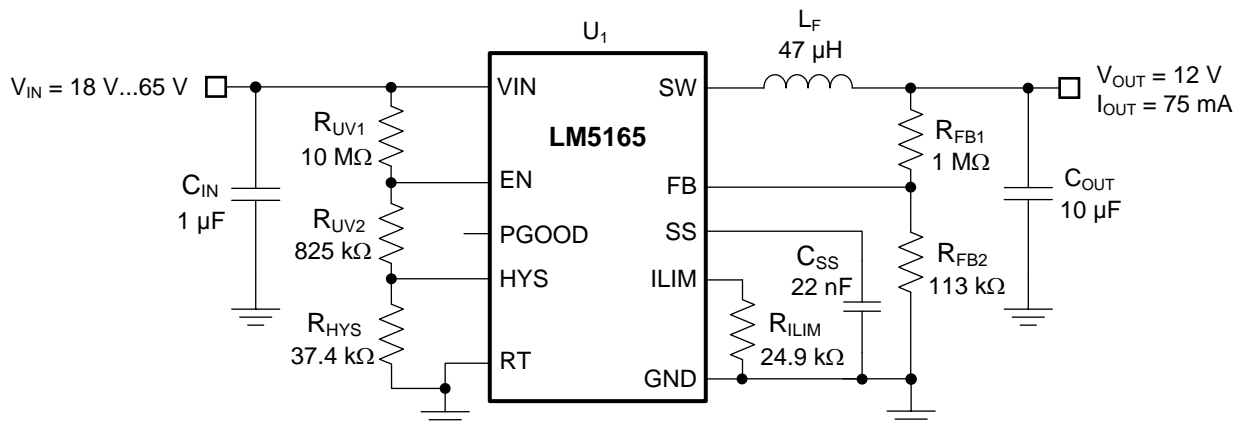 U1
LF
47 µH
VIN = 18 V...65 V
VIN
SW
VOUT = 12 V
IOUT = 75 mA
LM5165
RUV1
10 MΩ
RFB1
1 MΩ
CIN
1 µF
EN
FB
COUT
10 µF
RUV2
825 kΩ
PGOOD
SS
HYS
ILIM
CSS
22 nF
RFB2
113 kΩ
RHYS
37.4 kΩ
RILIM
24.9 kΩ
RT
GND